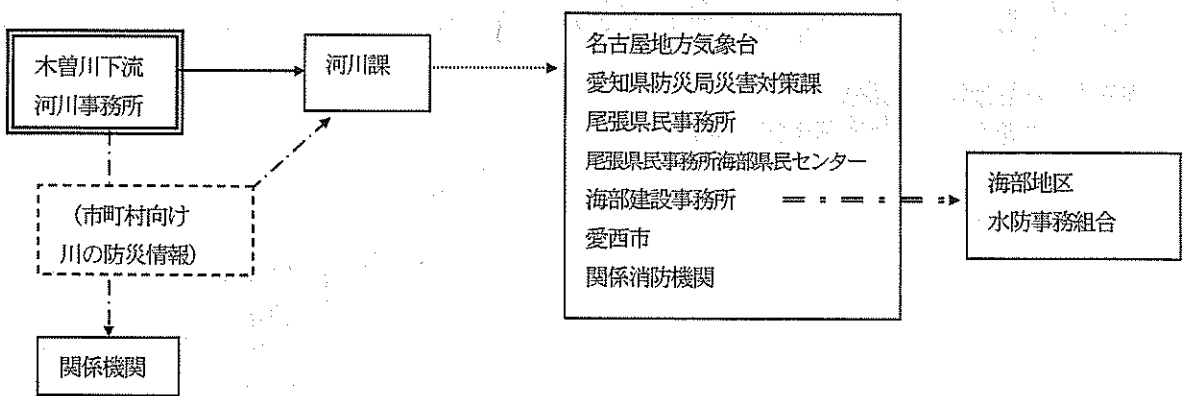 木曽川下流
河川事務所
河川課
名古屋地方気象台
愛知県防災局災害対策課
尾張県民事務所
尾張県民事務所海部県民センター
海部建設事務所
愛西市
関係消防機関
海部地区
水防事務組合
(市町村向け
川の防災情報)
関係機関